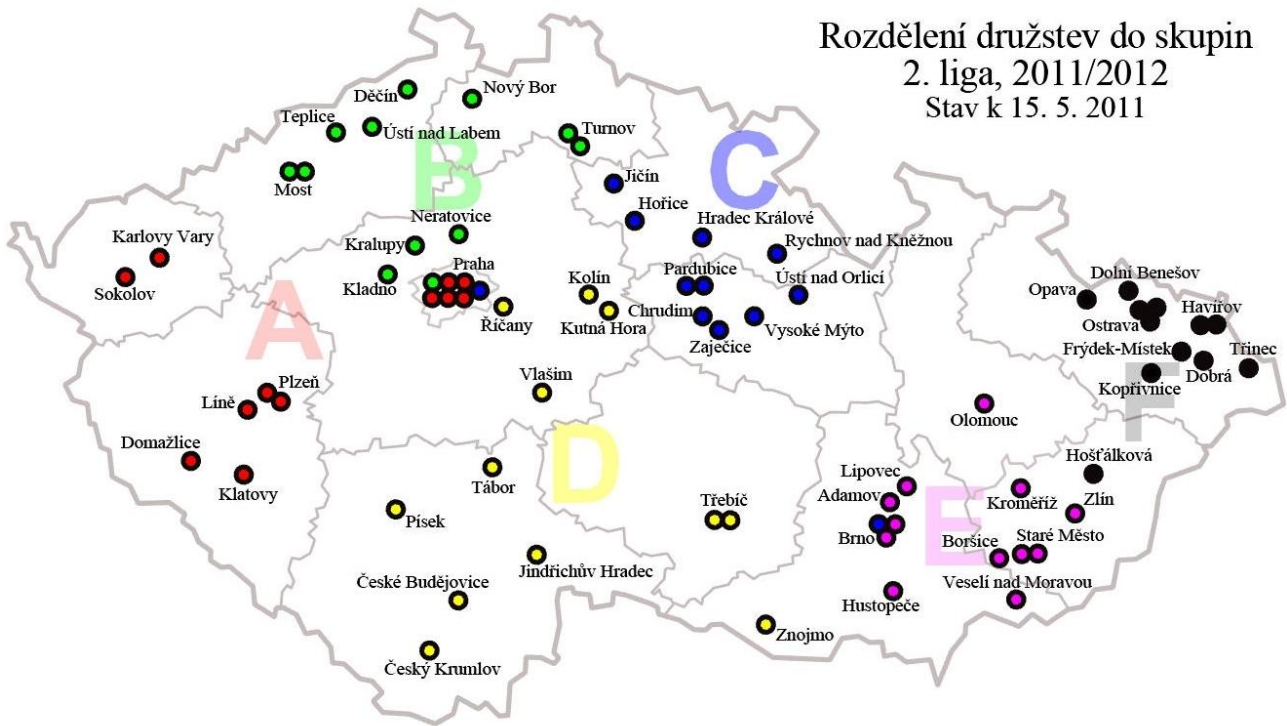 Rozdělení družstev do skupin
2. liga, 2011/2012
Stav k 15. 5. 2011
Děčín
Nový Bor
Teplice
Ústí nad Labem
Turnov
B
C
Most
Jičín
Hořice
Neratovice
Hradec Králové
Karlovy Vary
Kralupy
Rychnov nad Kněžnou
Praha
Sokolov
Kladno
Kolín
Pardubice
Ústí nad Orlicí
Dolní Benešov
Opava
Havířov
A
Říčany
Kutná Hora
Chrudim
Vysoké Mýto
Ostrava
Zaječice
Frýdek-Místek
Třinec
Plzeň
Vlašim
Dobrá
Líně
Kopřivnice
F
Olomouc
Domažlice
D
Hošťálková
Klatovy
Tábor
Lipovec
Třebíč
Adamov
Kroměříž
Zlín
Písek
E
Brno
Staré Město
Boršice
Jindřichův Hradec
České Budějovice
Veselí nad Moravou
Hustopeče
Znojmo
Český Krumlov